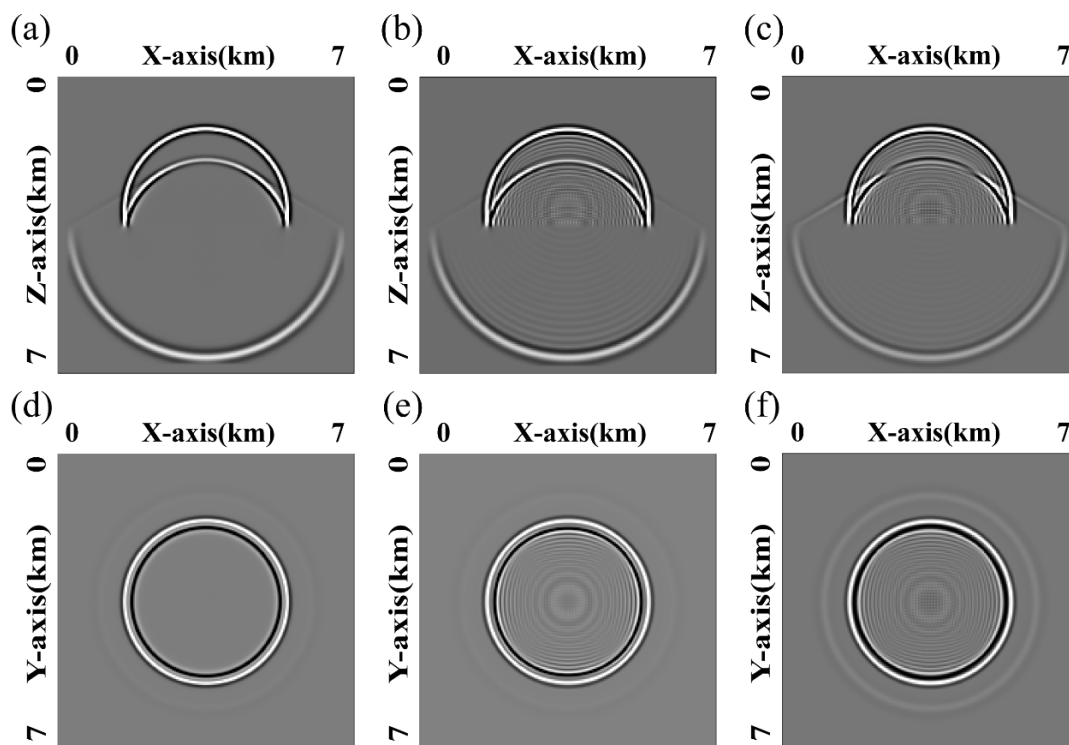 (a) (b) (c)
0 X-axis(km) 7 0 X-axis(km) 7 0 X-axis(km) 7
0 Z-axis(km) 7 0 Z-axis(km) 7 0 Z-axis(km) 7
(d) (e) (f)
0 X-axis(km) 7 0 X-axis(km) 7 0 X-axis(km) 7
0 Y-axis(km) 7 0 Y-axis(km) 7 0 Y-axis(km) 7